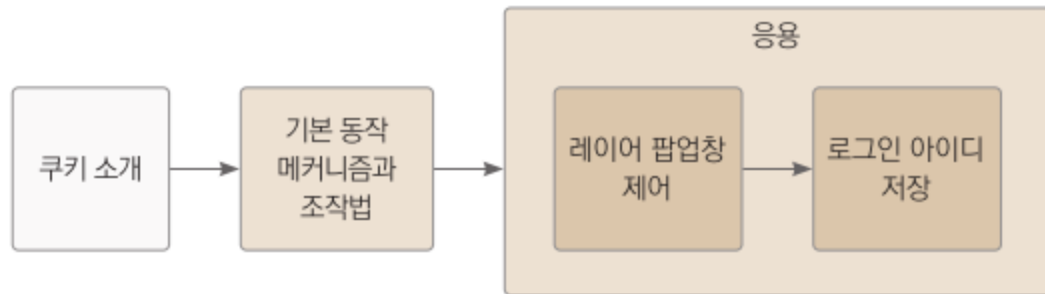 응용
쿠키 소개
기본 동작
메커니즘과
조작법
레이어 팝업창
제어
로그인 아이디
저장